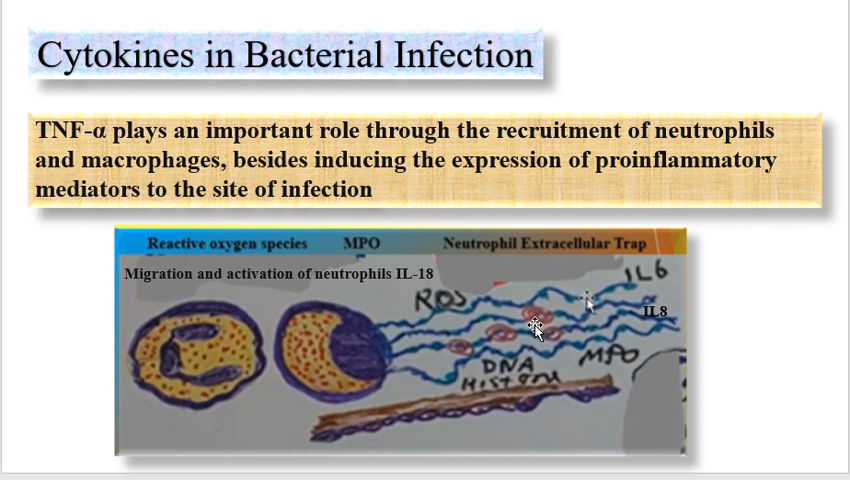 Cytokines in Bacterial Infection
TNF-α plays an important role through the recruitment of neutrophils
and macrophages, besides inducing the expression of proinflammatory
mediators to the site of infection
Reactive oxygen species MPO Neutrophil Extracellular Trap
Migration and activation of neutrophils IL-18
IL6
ROS
IL8
DNA MPO
HISTONE